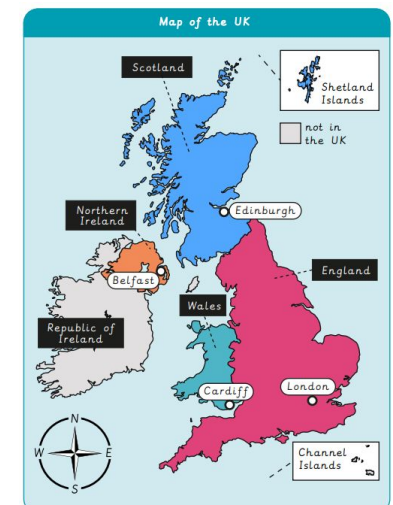 Map of the UK
Scotland
Shetland
Islands
not in
the UK
Edinburgh
Northern
Ireland
England
Belfast
Wales
Republic of
Ireland
Cardiff
London
N
W
E
S
Channel
Islands